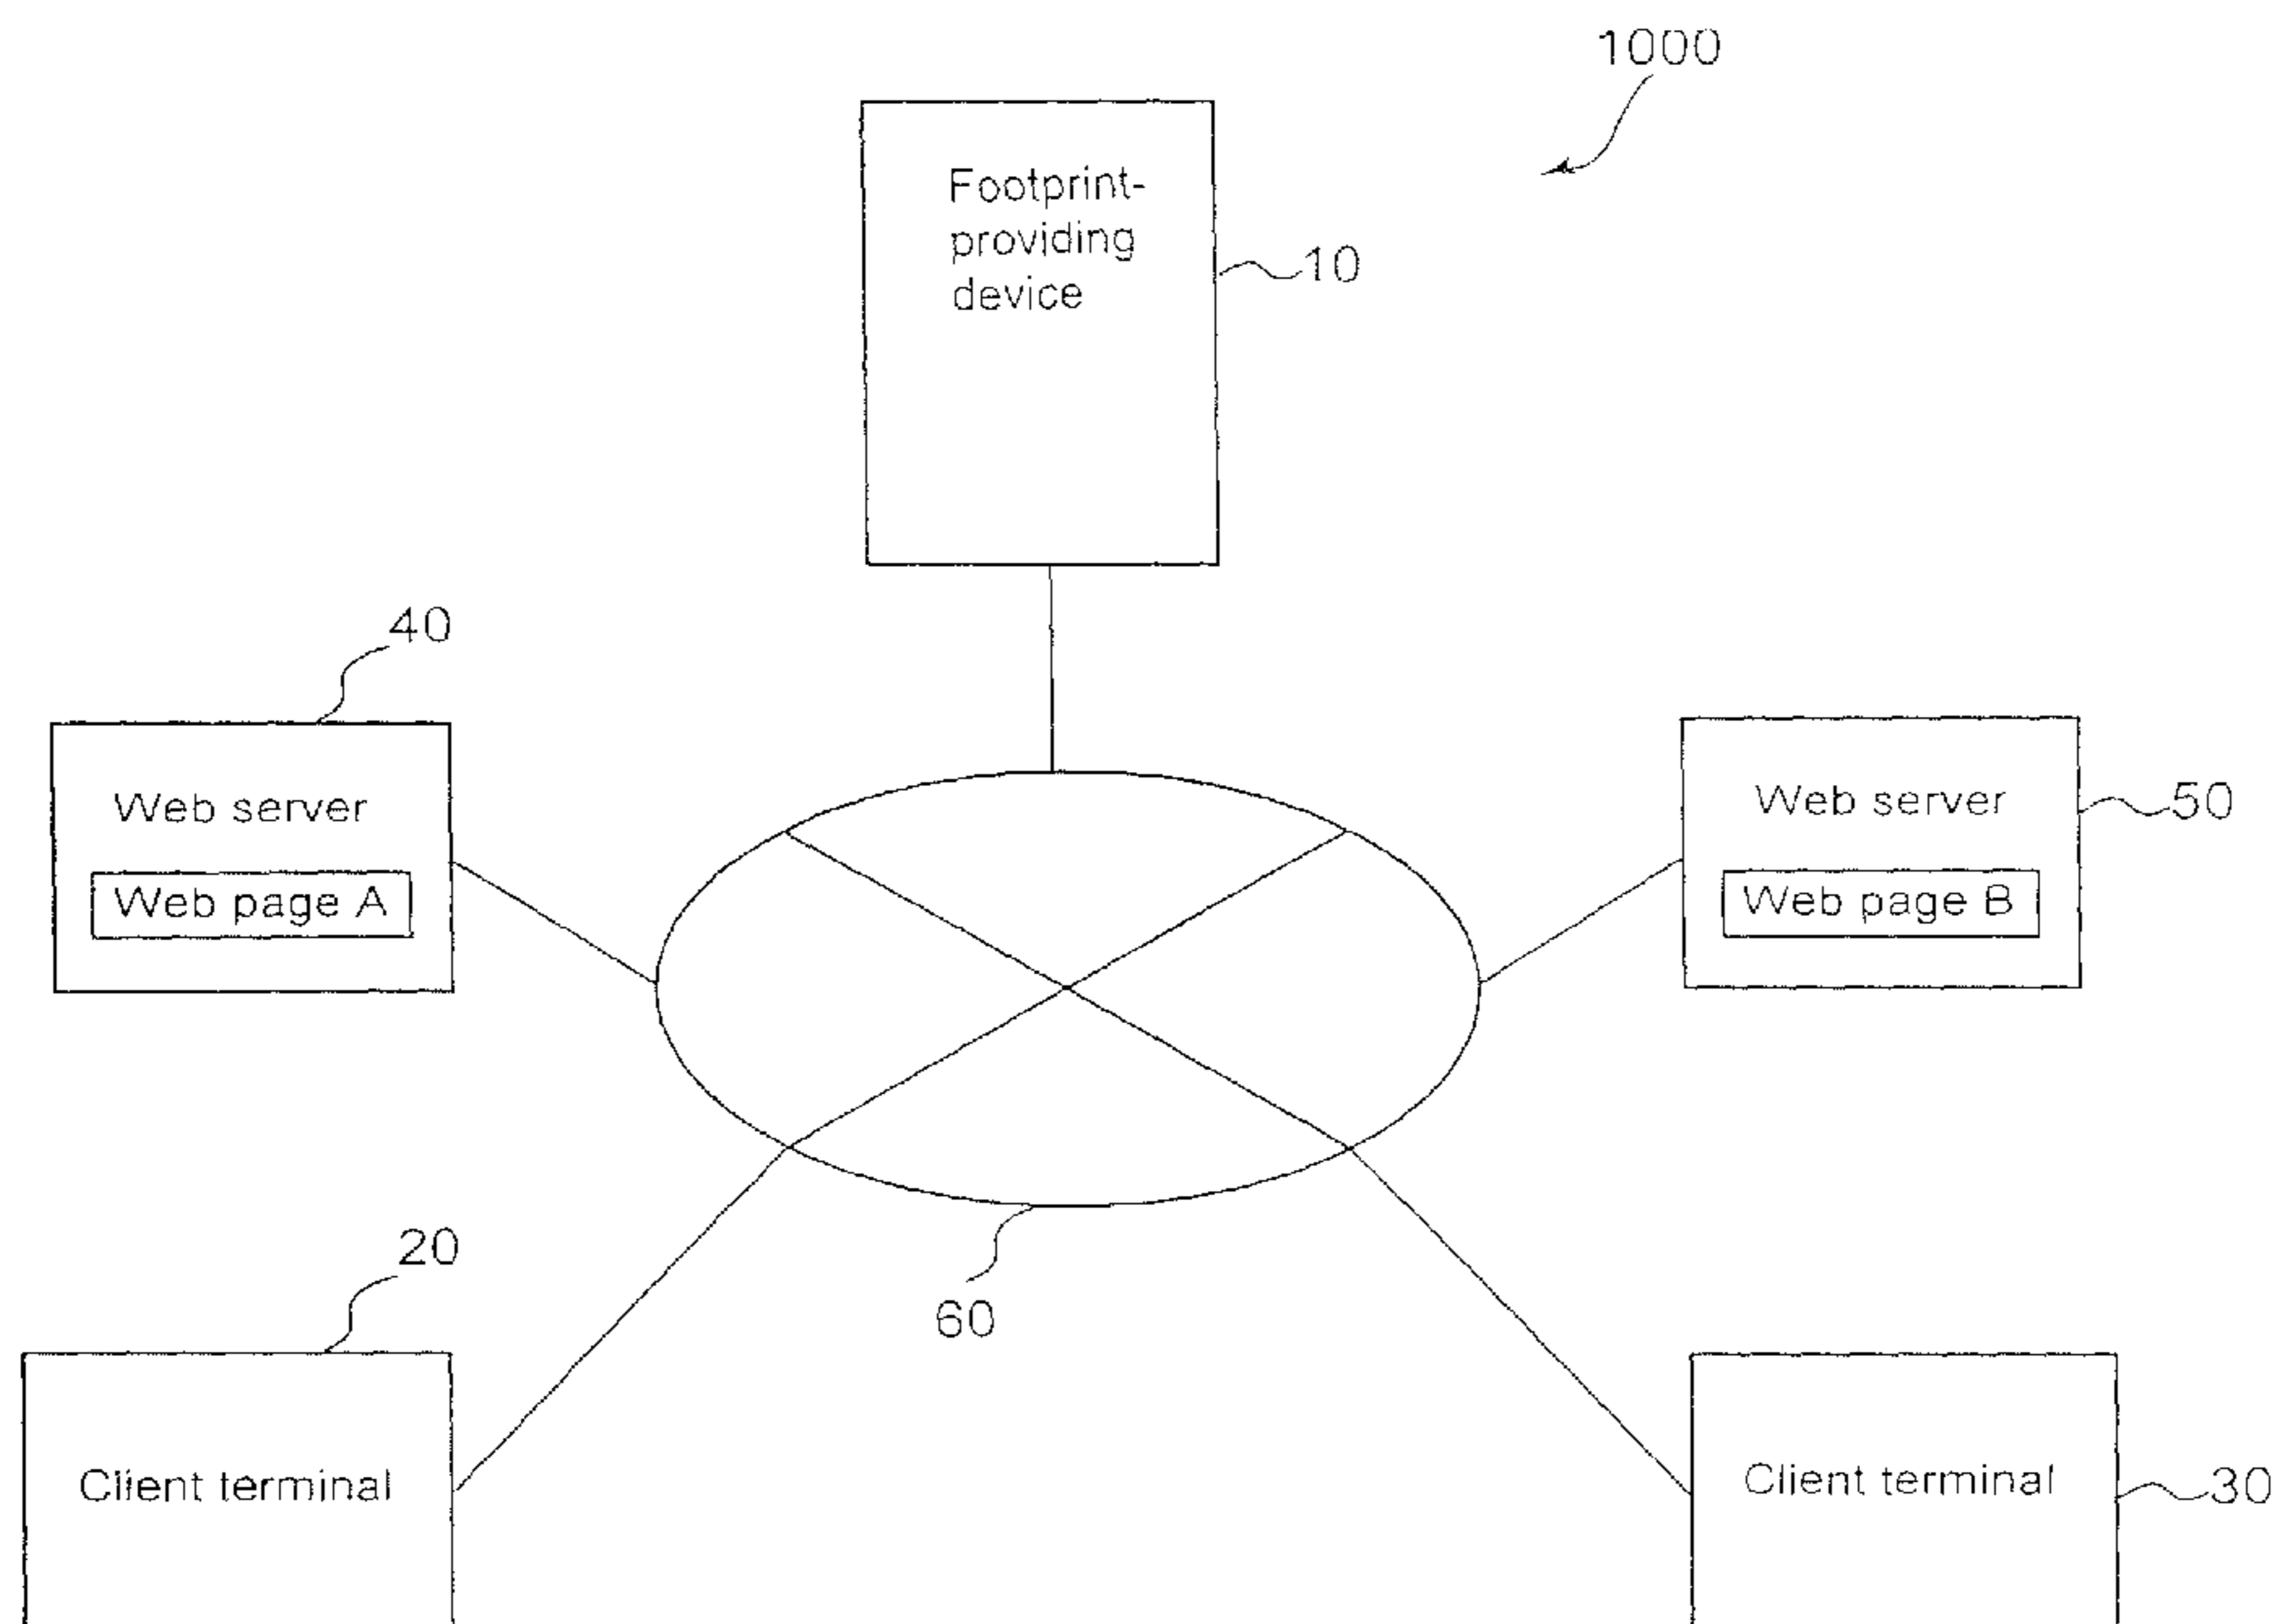 1000
Footprint-
providing
device
10
40
Web server
Web page A
Web server
Web page B
50
60
20
Client terminal
Client terminal
30